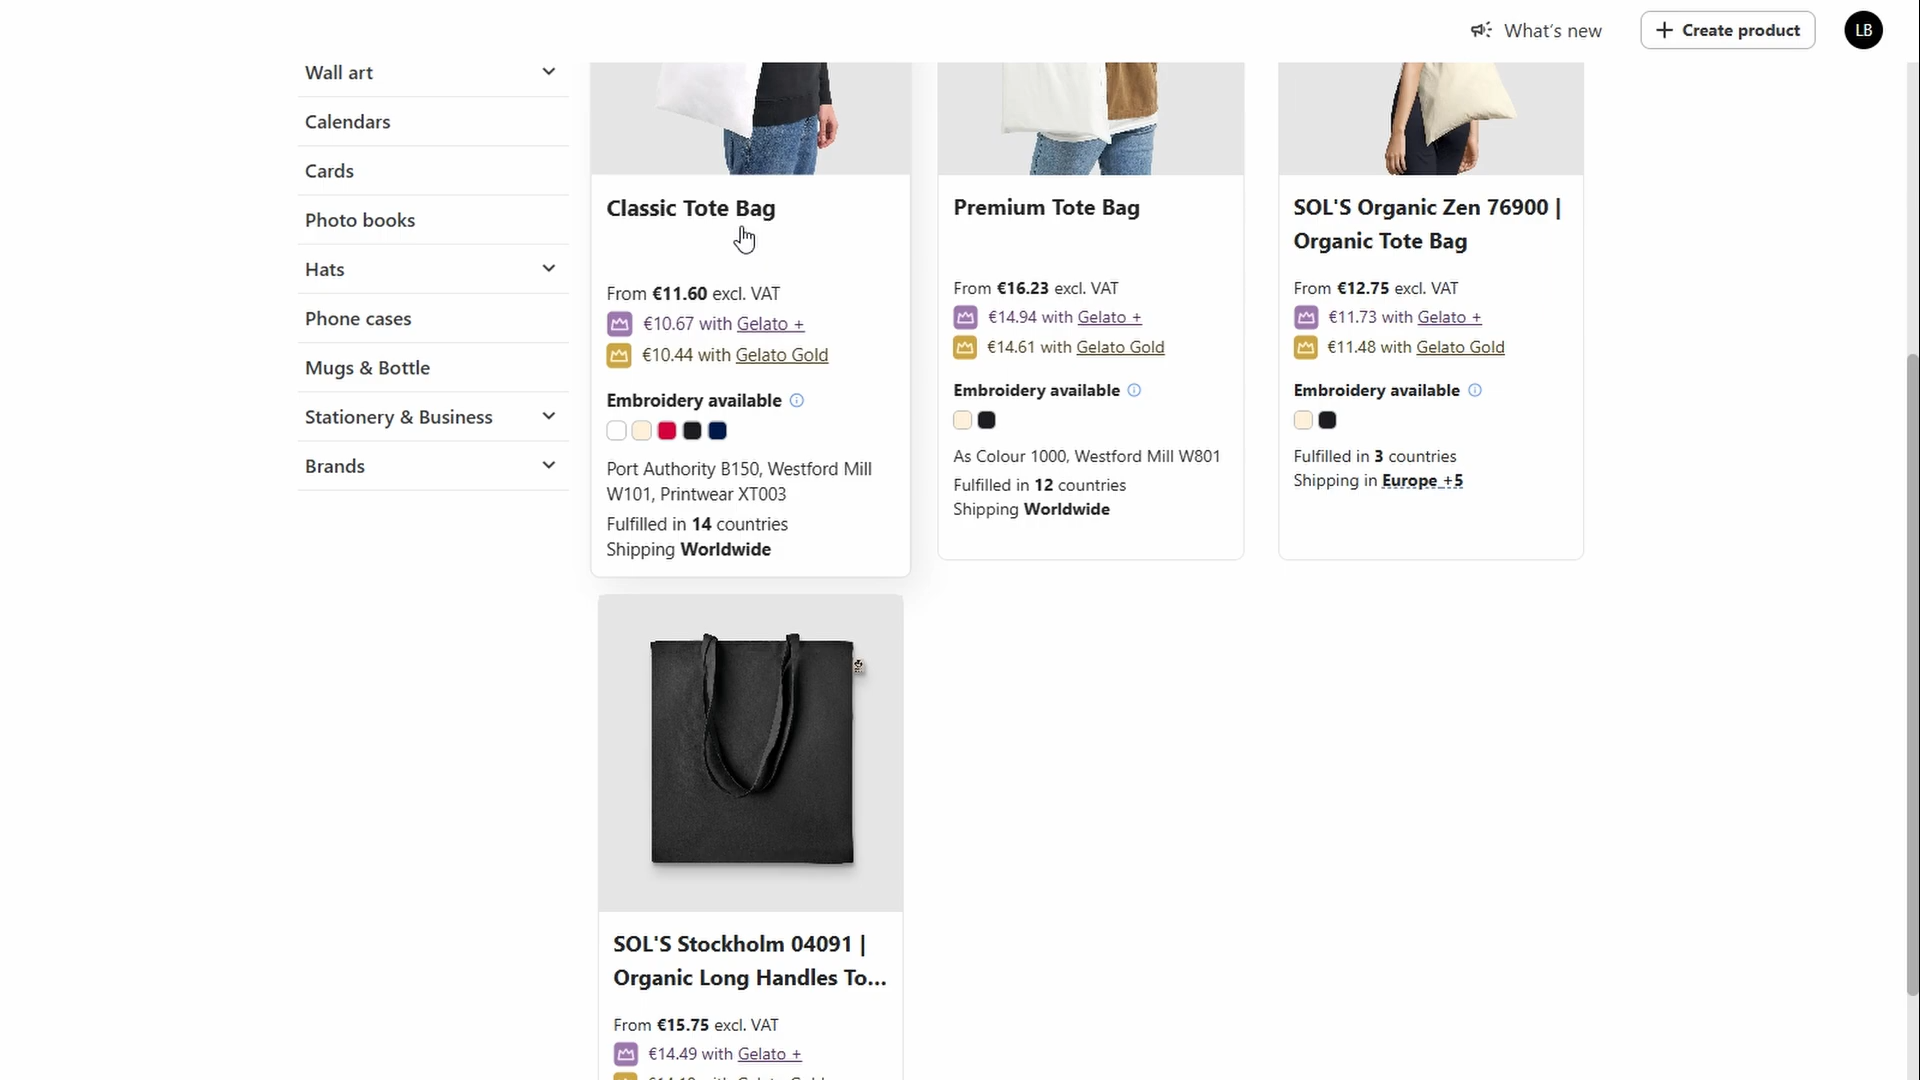 What's new
Create product
LB
Wall art
Calendars
Cards
Photo books
Hats
Phone cases
Mugs & Bottle
Stationery & Business
Brands
Classic Tote Bag
From €11.60 excl. VAT
€10.67 with Gelato +
€10.44 with Gelato Gold
Embroidery available
Port Authority B150, Westford Mill
W101, Printwear XT003
Fulfilled in 14 countries
Shipping Worldwide
Premium Tote Bag
From €16.23 excl. VAT
€14.94 with Gelato +
€14.61 with Gelato Gold
Embroidery available
As Colour 1000, Westford Mill W801
Fulfilled in 12 countries
Shipping Worldwide
SOL'S Organic Zen 76900 |
Organic Tote Bag
From €12.75 excl. VAT
€11.73 with Gelato +
€11.48 with Gelato Gold
Embroidery available
Fulfilled in 3 countries
Shipping in Europe +5
SOL'S Stockholm 04091 |
Organic Long Handles To...
From €15.75 excl. VAT
€14.49 with Gelato +